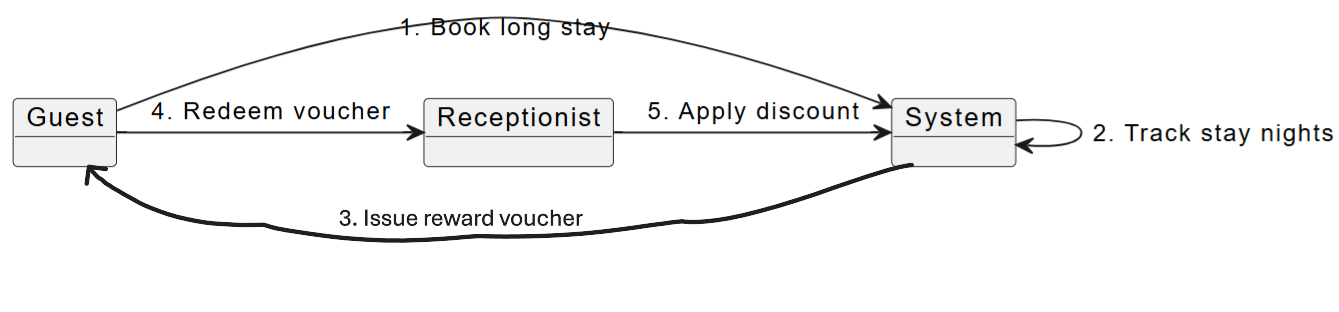 1. Book long stay
Guest
4. Redeem voucher
Receptionist
5. Apply discount
System
2. Track stay nights
3. Issue reward voucher